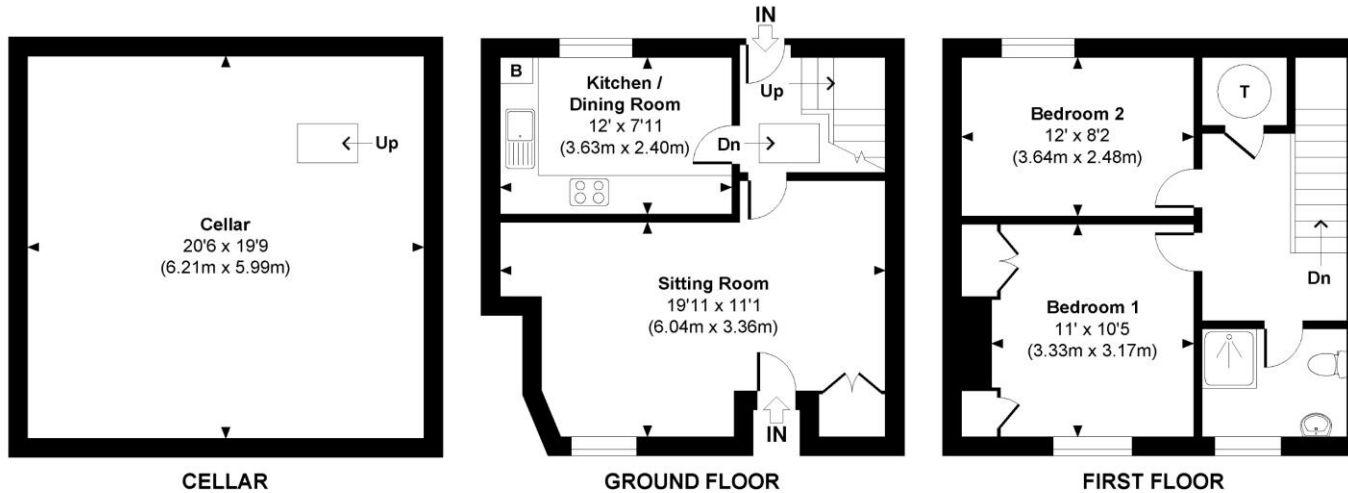 Up
Cellar
20'6 x 19'9
(6.21m x 5.99m)
CELLAR
IN
B
Kitchen /
Dining Room
12' x 7'11
(3.63m x 2.40m)
Up
Dn
Sitting Room
19'11 x 11'1
(6.04m x 3.36m)
IN
GROUND FLOOR
Bedroom 2
12' x 8'2
(3.64m x 2.48m)
T
Bedroom 1
11' x 10'5
(3.33m x 3.17m)
Dn
FIRST FLOOR